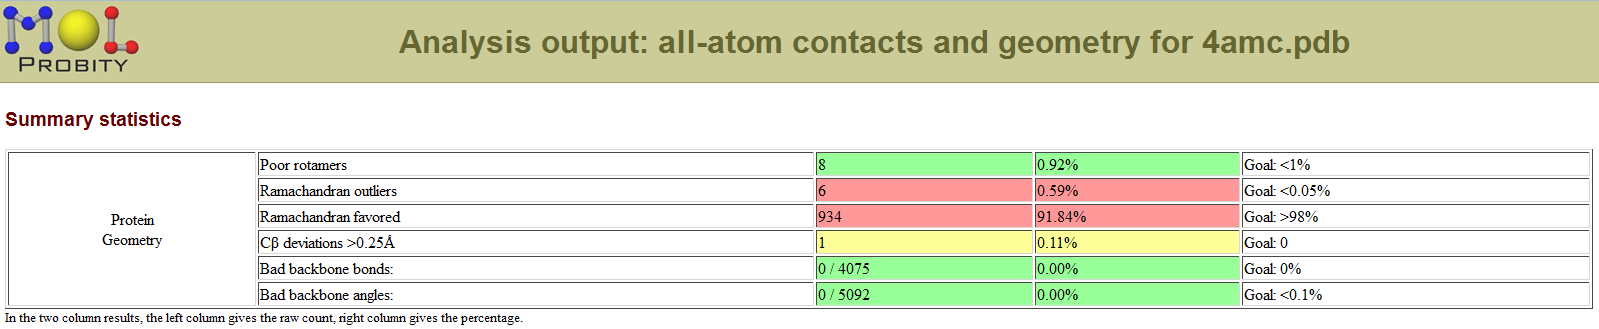 MOL
PROBITY
Analysis output: all-atom contacts and geometry for 4amc.pdb
Summary statistics
Protein Geometry
Poor rotamers 8 0.92% Goal: <1%
Ramachandran outliers 6 0.59% Goal: <0.05%
Ramachandran favored 934 91.84% Goal: >98%
Cβ deviations >0.25Å 1 0.11% Goal: 0
Bad backbone bonds: 0 / 4075 0.00% Goal: 0%
Bad backbone angles: 0 / 5092 0.00% Goal: <0.1%
In the two column results, the left column gives the raw count, right column gives the percentage.